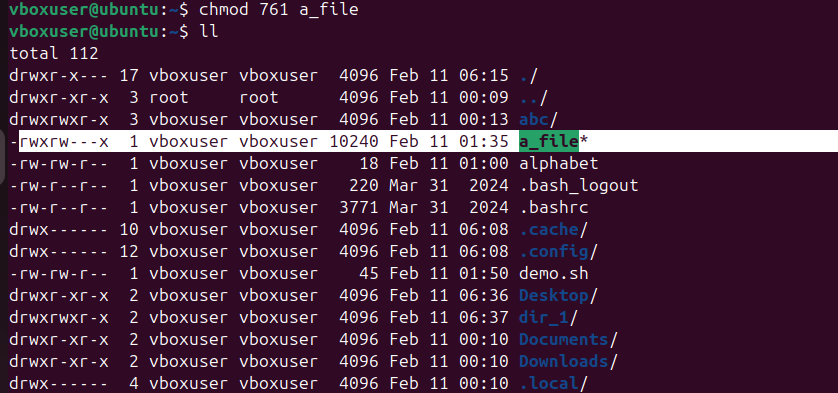 vboxuser@ubuntu:~$ chmod 761 a_file
vboxuser@ubuntu:~$ ll
total 112
drwxr-x--- 17 vboxuser vboxuser  4096 Feb 11 06:15 ./
drwxr-xr-x  3 root     root      4096 Feb 11 00:09 ../
drwxrwxr-x  3 vboxuser vboxuser  4096 Feb 11 00:13 abc/
-rwxrw---x  1 vboxuser vboxuser 10240 Feb 11 01:35 a_file*
-rw-rw-r--  1 vboxuser vboxuser    18 Feb 11 01:00 alphabet
-rw-r--r--  1 vboxuser vboxuser   220 Mar 31  2024 .bash_logout
-rw-r--r--  1 vboxuser vboxuser  3771 Mar 31  2024 .bashrc
drwx------ 10 vboxuser vboxuser  4096 Feb 11 06:08 .cache/
drwx------ 12 vboxuser vboxuser  4096 Feb 11 06:08 .config/
-rw-rw-r--  1 vboxuser vboxuser    45 Feb 11 01:50 demo.sh
drwxr-xr-x  2 vboxuser vboxuser  4096 Feb 11 06:36 Desktop/
drwxrwxr-x  2 vboxuser vboxuser  4096 Feb 11 06:37 dir_1/
drwxr-xr-x  2 vboxuser vboxuser  4096 Feb 11 00:10 Documents/
drwxr-xr-x  2 vboxuser vboxuser  4096 Feb 11 00:10 Downloads/
drwx------  4 vboxuser vboxuser  4096 Feb 11 00:10 .local/